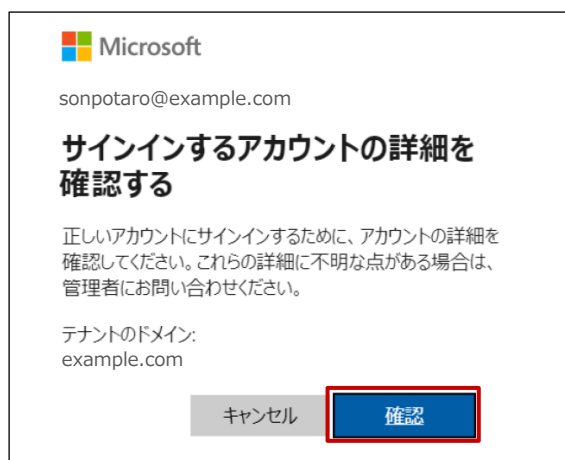 Microsoft
sonpotaro@example.com
サインインするアカウントの詳細を
確認する
正しいアカウントにサインインするために、アカウントの詳細を
確認してください。これらの詳細に不明な点がある場合は、
管理者にお問い合わせください。
テナントのドメイン:
example.com
キャンセル
確認